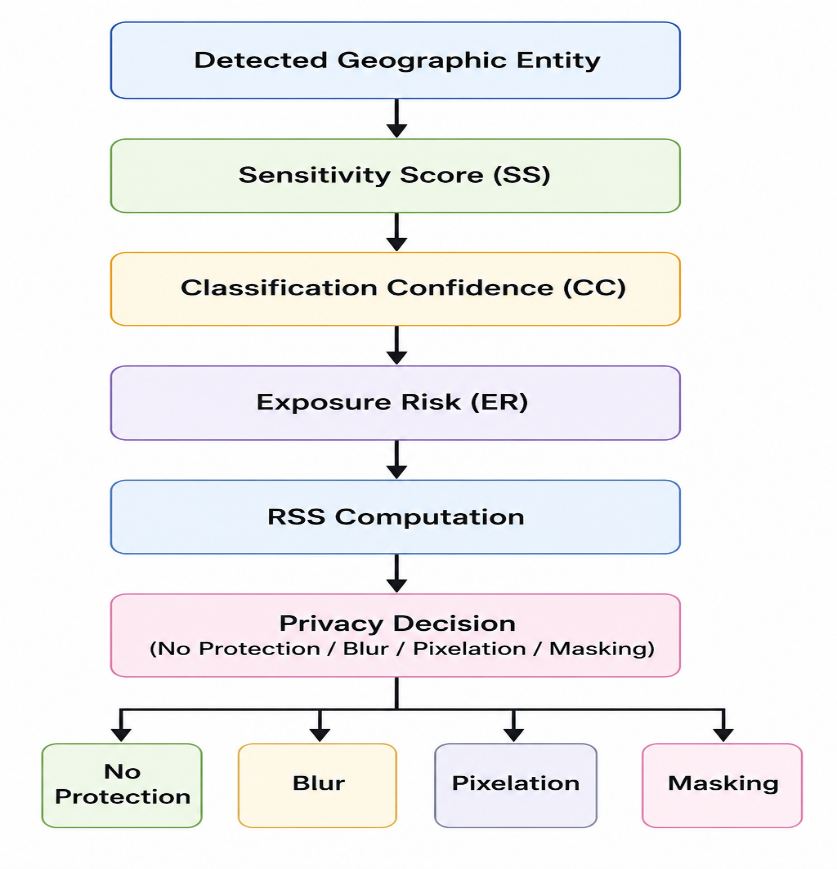 Detected Geographic Entity
Sensitivity Score (SS)
Classification Confidence (CC)
Exposure Risk (ER)
RSS Computation
Privacy Decision
(No Protection / Blur / Pixelation / Masking)
No
Protection
Blur
Pixelation
Masking